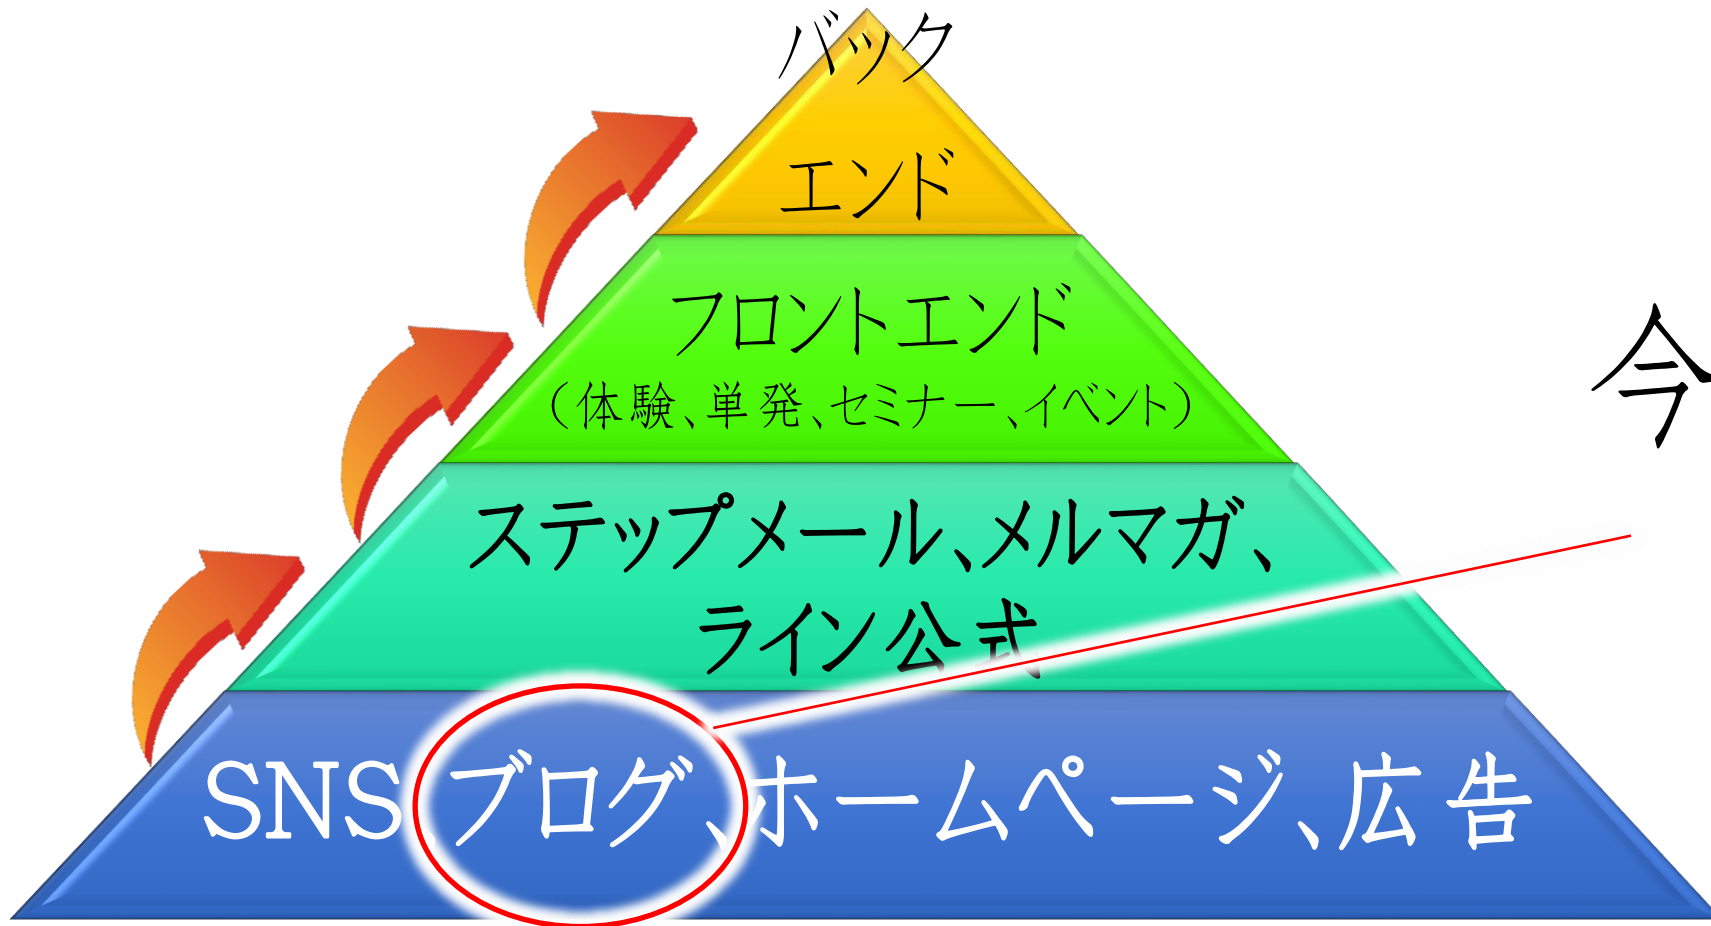 バック
エンド
フロントエンド
（体験、単発、セミナー、イベント）
今
ステップメール、メルマガ、
ライン公式
SNS ブログ、ホームページ、広告